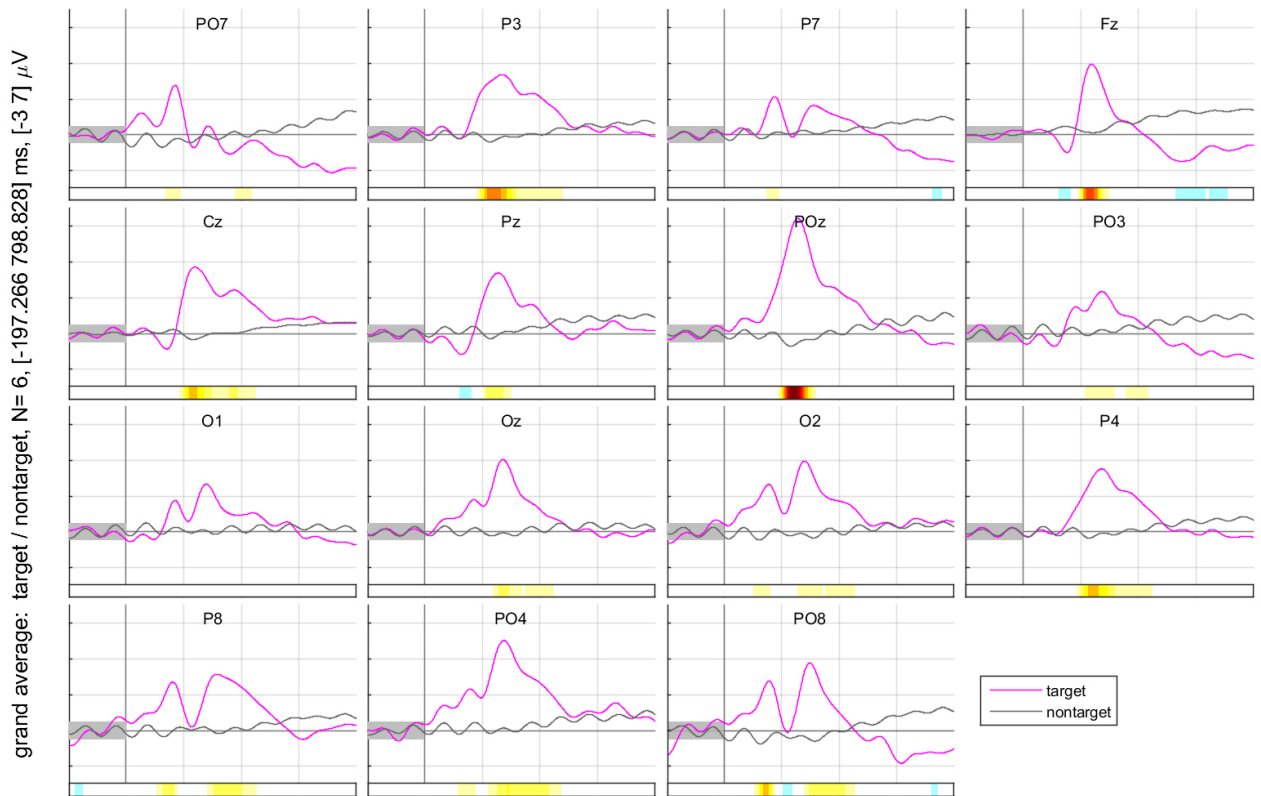 grand average:  target / nontarget, N= 6, [-197.266 798.828] ms, [-3 7] μV
PO7
P3
P7
Fz
Cz
Pz
POz
PO3
O1
Oz
O2
P4
P8
PO4
PO8
target
nontarget